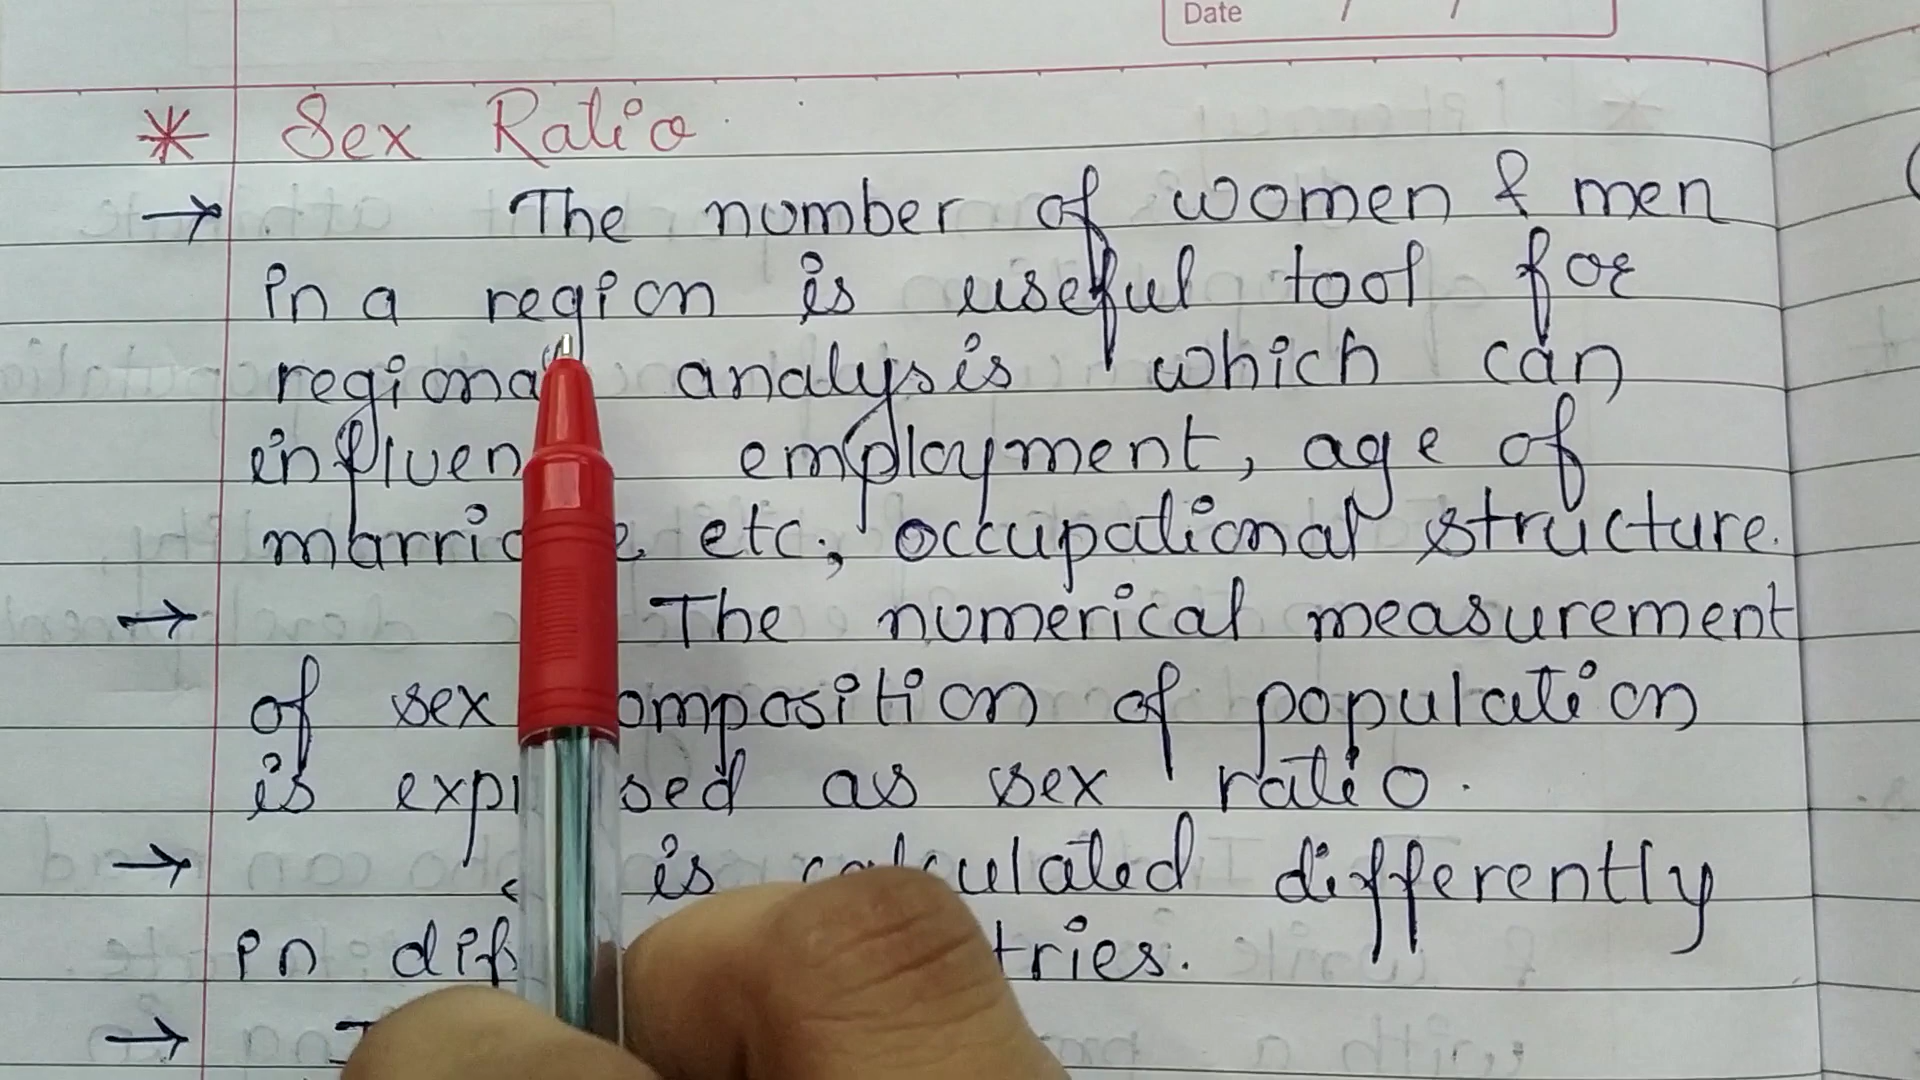 Date / /
* Sex Ratio
→ The number of women & men
in a region is useful tool for
regional analysis which can
employment, age of
etc., occupational structure.
→ The numerical measurement
of sex composition of population
is as sex ratio.
→ is calculated differently
in
→